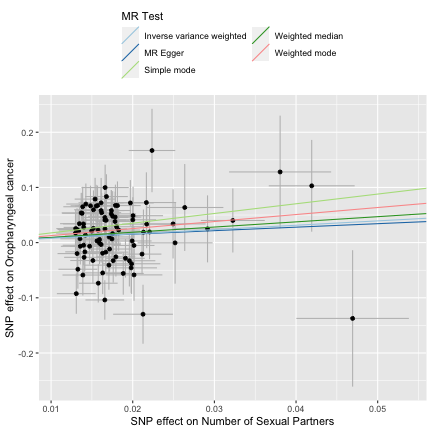 MR Test
Inverse variance weighted
Weighted median
MR Egger
Weighted mode
Simple mode
0.2
0.1
0.0
-0.1
-0.2
SNP effect on Oropharyngeal cancer
0.01
0.02
0.03
0.04
0.05
SNP effect on Number of Sexual Partners